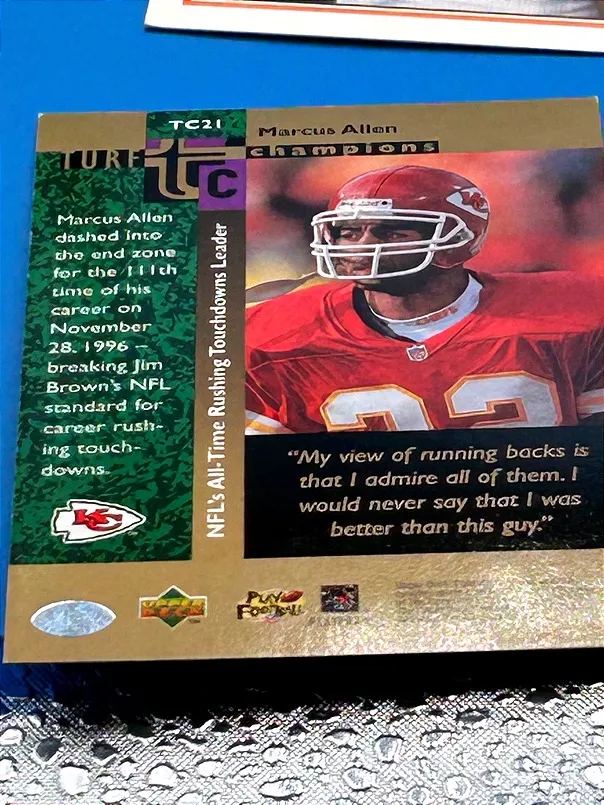 TC21
Marcus Allen
TURF
tc
champions
Marcus Allen
dashed into
the end zone
for the 111th
time of his
career on
November
28, 1996 –
breaking Jim
Brown's NFL
standard for
career rush-
ing touch-
downs.
NFL's All-Time Rushing Touchdowns Leader
32
"My view of running backs is
that I admire all of them. I
would never say that I was
better than this guy."
KC
UPPER DECK
PLAY
FOOTBALL
PLAYERS